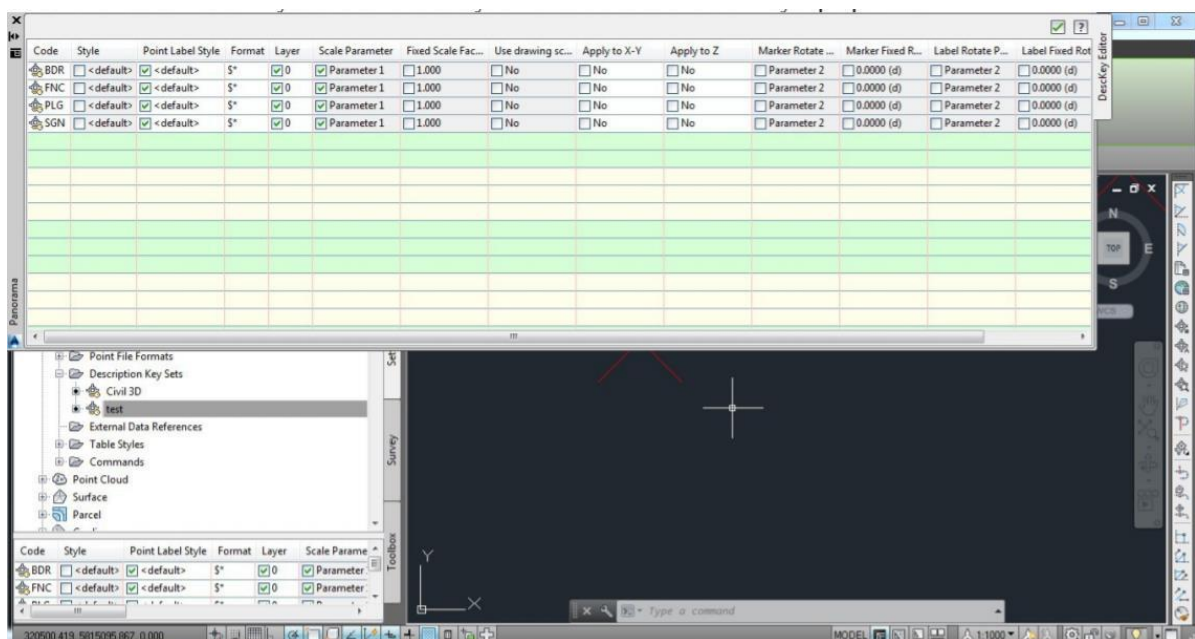 Code Style Point Label Style Format Layer Scale Parameter Fixed Scale Fac... Use drawing sc... Apply to X-Y Apply to Z Marker Rotate ... Marker Fixed R... Label Rotate P... Label Fixed Rot
BDR <default> <default> $* 0 Parameter 1 1.000 No No No Parameter 2 0.0000 (d) Parameter 2 0.0000 (d)
FNC <default> <default> $* 0 Parameter 1 1.000 No No No Parameter 2 0.0000 (d) Parameter 2 0.0000 (d)
PLG <default> <default> $* 0 Parameter 1 1.000 No No No Parameter 2 0.0000 (d) Parameter 2 0.0000 (d)
SGN <default> <default> $* 0 Parameter 1 1.000 No No No Parameter 2 0.0000 (d) Parameter 2 0.0000 (d)
DescKey Editor
Panorama
N
TOP E
S
WCS
Point File Formats
Description Key Sets
Civil 3D
test
External Data References
Table Styles
Commands
Point Cloud
Surface
Parcel
Set
Survey
Toolbox
Code Style Point Label Style Format Layer Scale Parame
BDR <default> <default> $* 0 Parameter
FNC <default> <default> $* 0 Parameter
Y
X
Type a command
320500.419, 5815095.867, 0.000
MODEL 1:1000